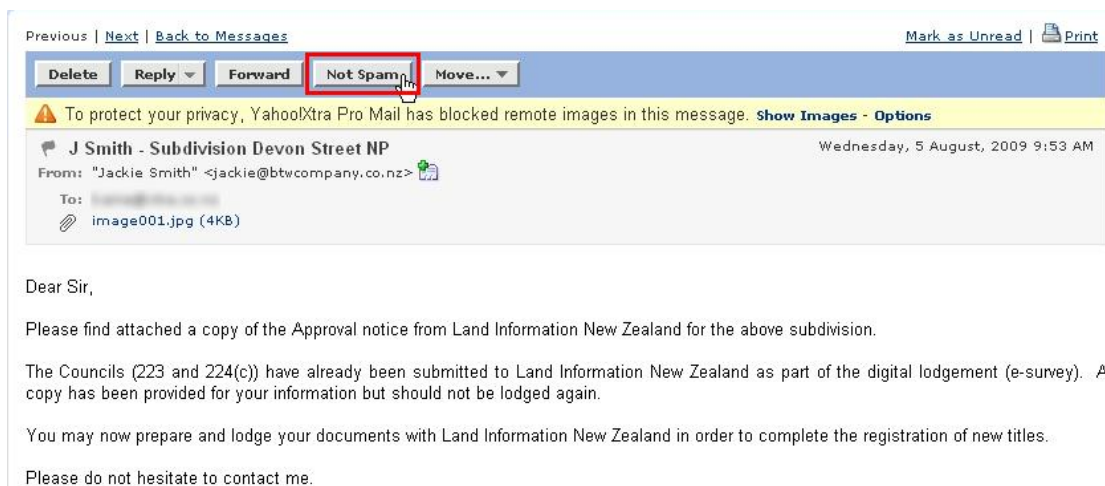 Previous | Next | Back to Messages
Mark as Unread | Print
Delete Reply Forward Not Spam Move...
To protect your privacy, Yahoo!Xtra Pro Mail has blocked remote images in this message. Show Images - Options
J Smith - Subdivision Devon Street NP
Wednesday, 5 August, 2009 9:53 AM
From: "Jackie Smith" <jackie@btwcompany.co.nz>
To:
image001.jpg (4KB)
Dear Sir,
Please find attached a copy of the Approval notice from Land Information New Zealand for the above subdivision.
The Councils (223 and 224(c)) have already been submitted to Land Information New Zealand as part of the digital lodgement (e-survey). A
copy has been provided for your information but should not be lodged again.
You may now prepare and lodge your documents with Land Information New Zealand in order to complete the registration of new titles.
Please do not hesitate to contact me.